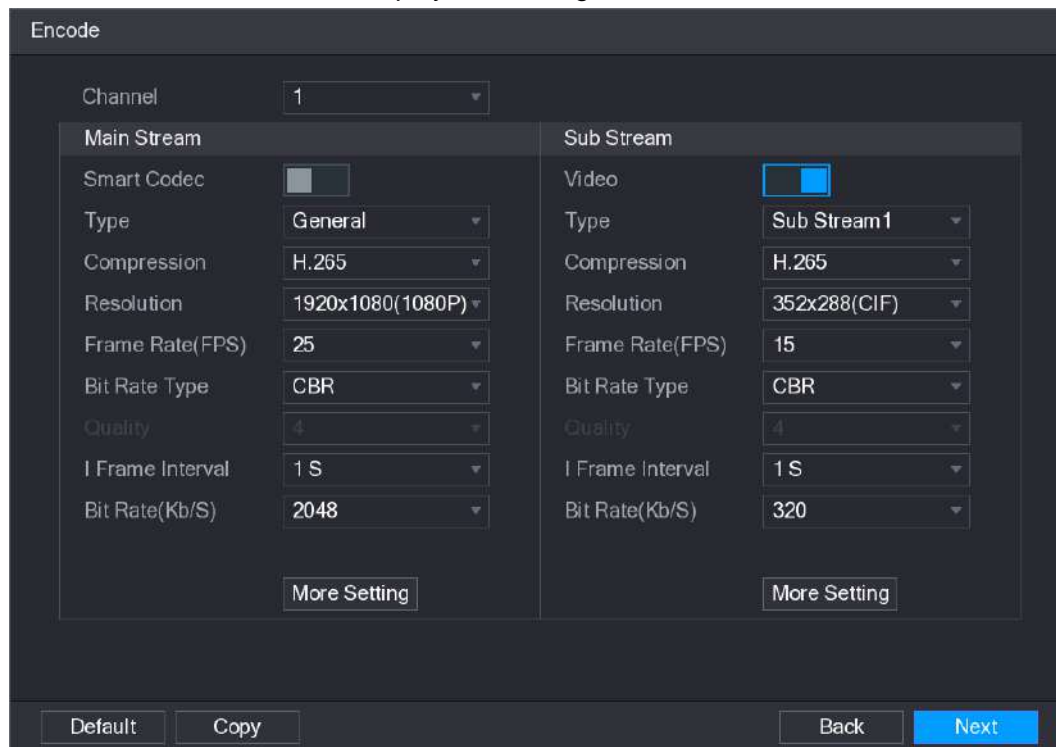 Encode
Channel 1
Main Stream
Smart Codec
Type General
Compression H.265
Resolution 1920x1080(1080P)
Frame Rate(FPS) 25
Bit Rate Type CBR
Quality 4
I Frame Interval 1 S
Bit Rate(Kb/S) 2048
More Setting
Sub Stream
Video
Type Sub Stream1
Compression H.265
Resolution 352x288(CIF)
Frame Rate(FPS) 15
Bit Rate Type CBR
Quality 4
I Frame Interval 1 S
Bit Rate(Kb/S) 320
More Setting
Default Copy Back Next